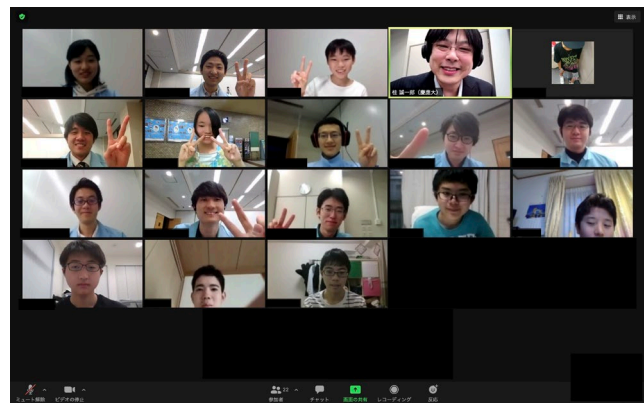 表示
桂 誠一郎（慶應大）
ミュート解除
ビデオの停止
22
参加者
チャット
画面の共有
レコーディング
反応